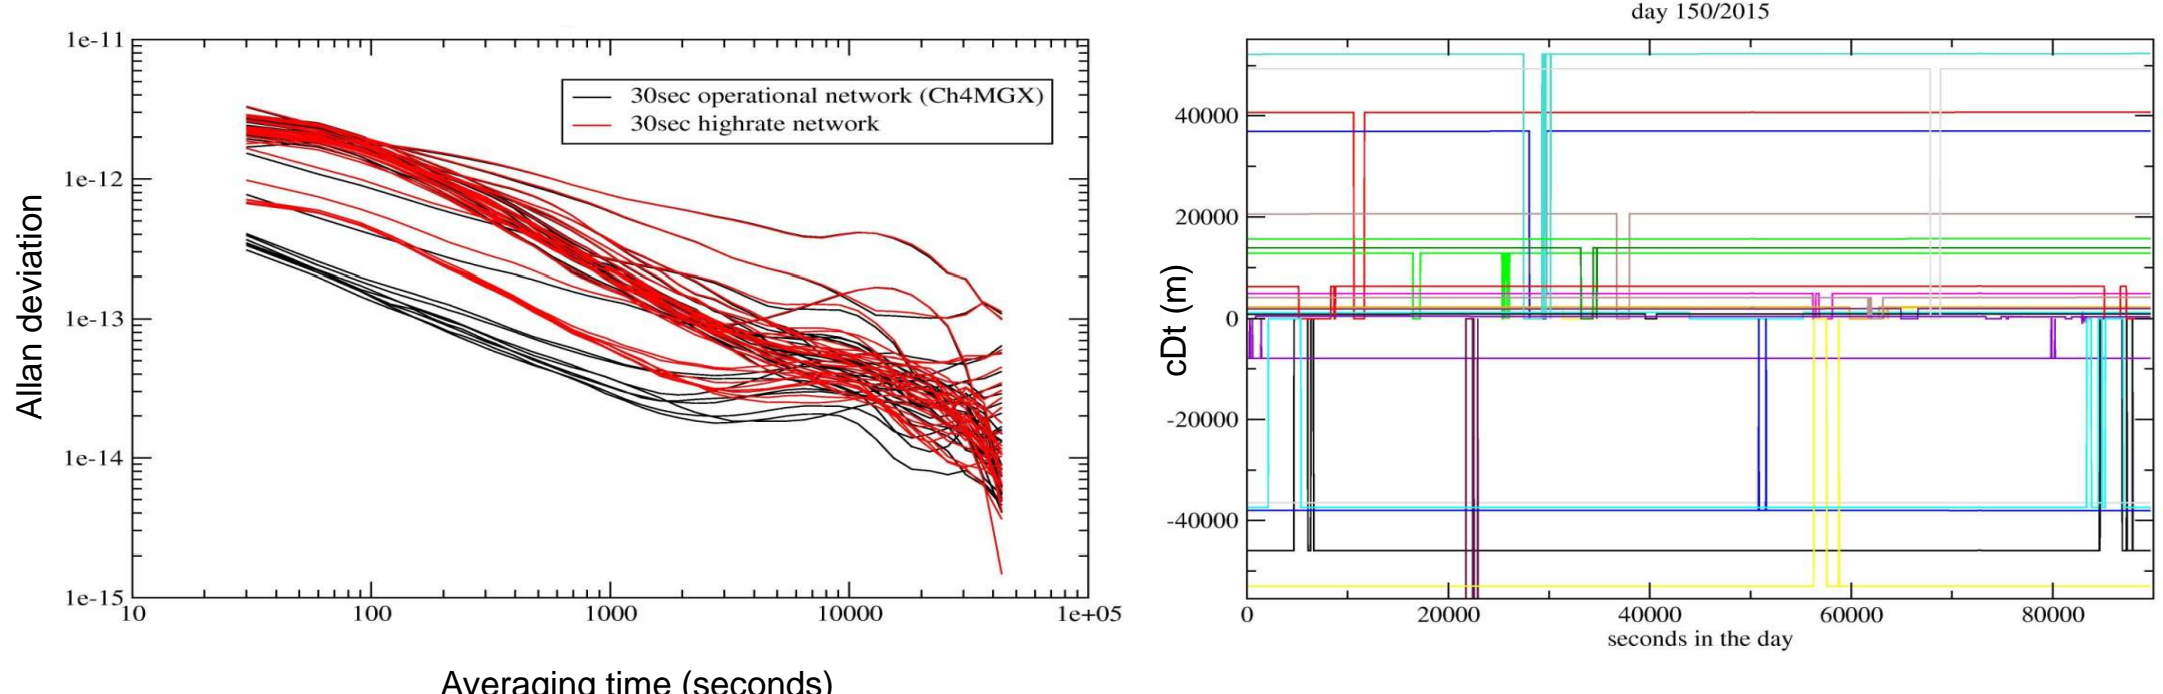 1e-11
1e-12
1e-13
1e-14
1e-15
Allan deviation
30sec operational network (Ch4MGX)
30sec highrate network
10
100
1000
10000
1e+05
Averaging time (seconds)
day 150/2015
40000
20000
0
-20000
-40000
cDt (m)
0
20000
40000
60000
80000
seconds in the day